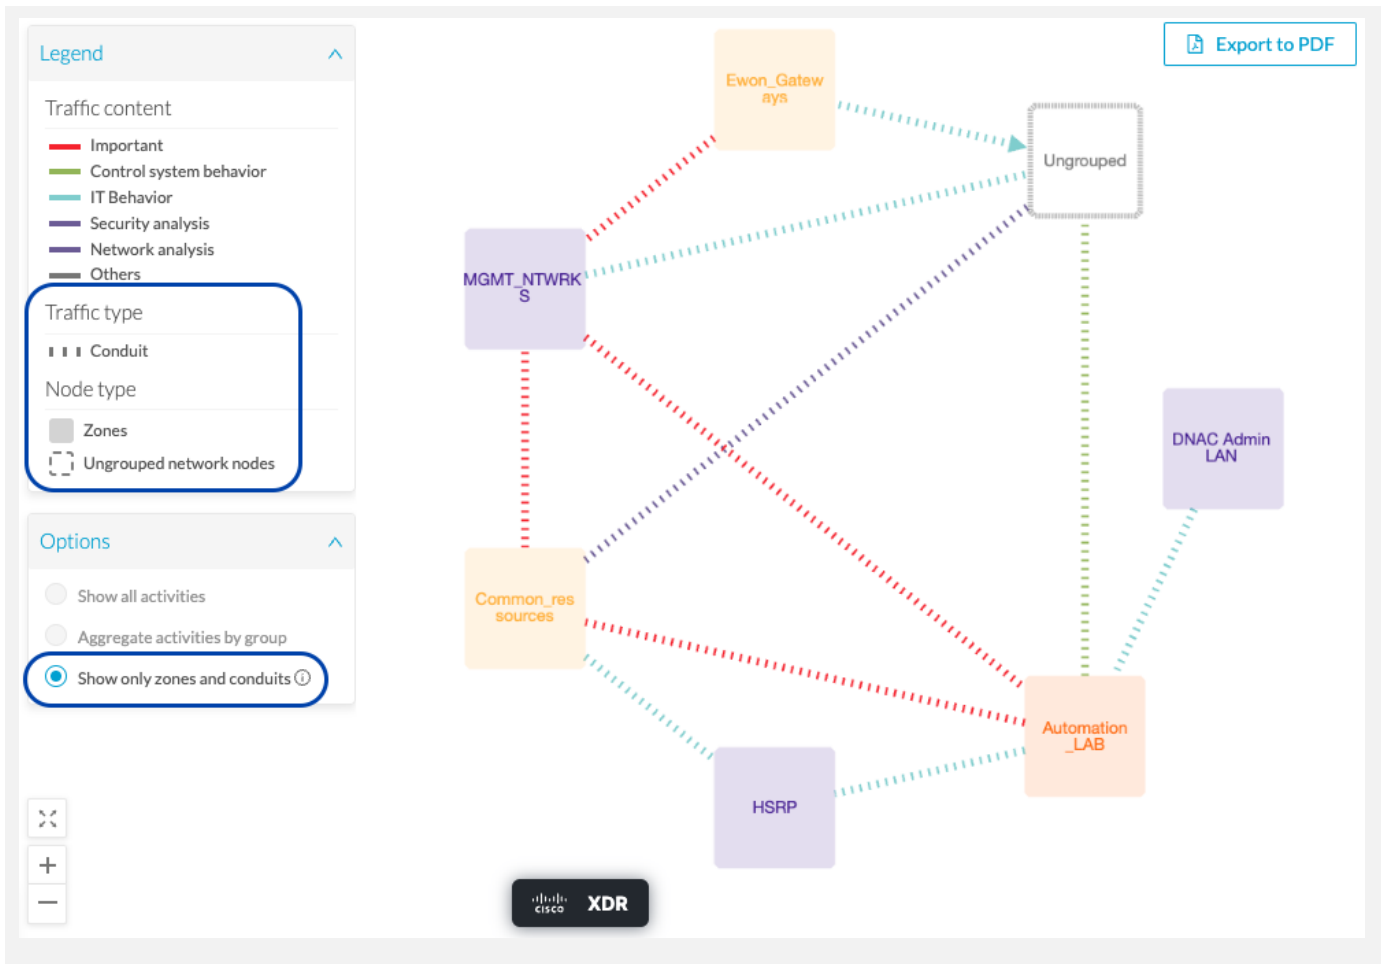 Legend
Traffic content
Important
Control system behavior
IT Behavior
Security analysis
Network analysis
Others
Traffic type
Conduit
Node type
Zones
Ungrouped network nodes
Options
Show all activities
Aggregate activities by group
Show only zones and conduits
Export to PDF
Ewon_Gatew
ays
Ungrouped
MGMT_NTWRK
S
DNAC Admin
LAN
Common_res
sources
Automation
_LAB
HSRP
cisco XDR